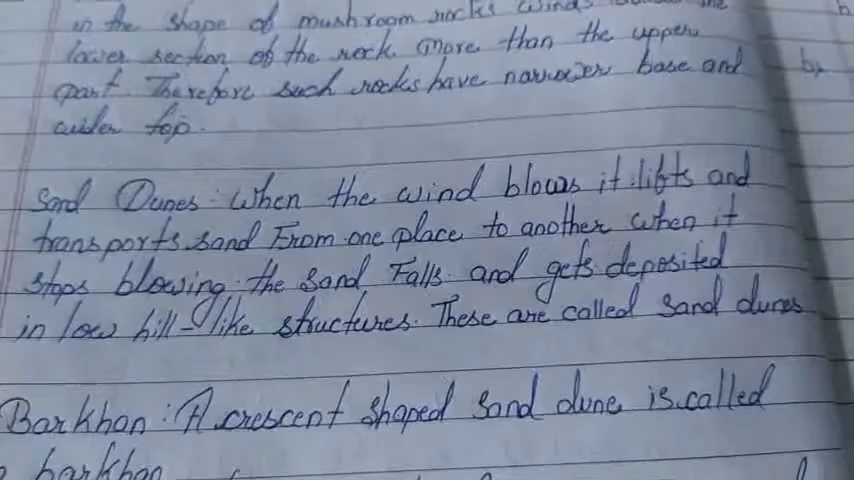 in the shape of mushroom rocks winds the
lower section of the rock more than the upper
part. Therefore such rocks have narrower base and
wider top.
Sand Dunes: When the wind blows it lifts and
transports sand From one place to another when it
stops blowing the sand Falls and gets deposited
in low hill-like structures. These are called sand dunes
Barkhan: A crescent shaped sand dune is called
barkhan